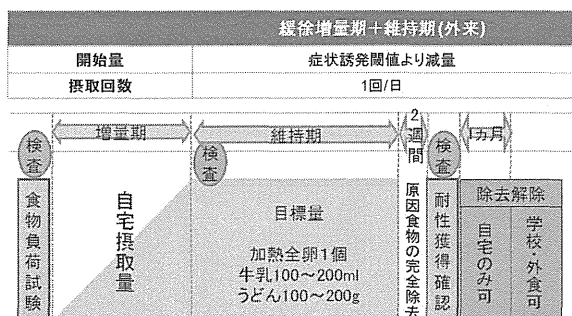 緩徐増量期＋維持期(外来)
開始量 症状誘発閾値より減量
摂取回数 1回/日
増量期
維持期
2週間
1ヵ月
検査
検査
検査
食物負荷試験
自宅摂取量
目標量
加熱全卵1個
牛乳100～200ml
うどん100～200g
原因食物の完全除去
耐性獲得確認
除去解除
自宅のみ可
学校・外食可